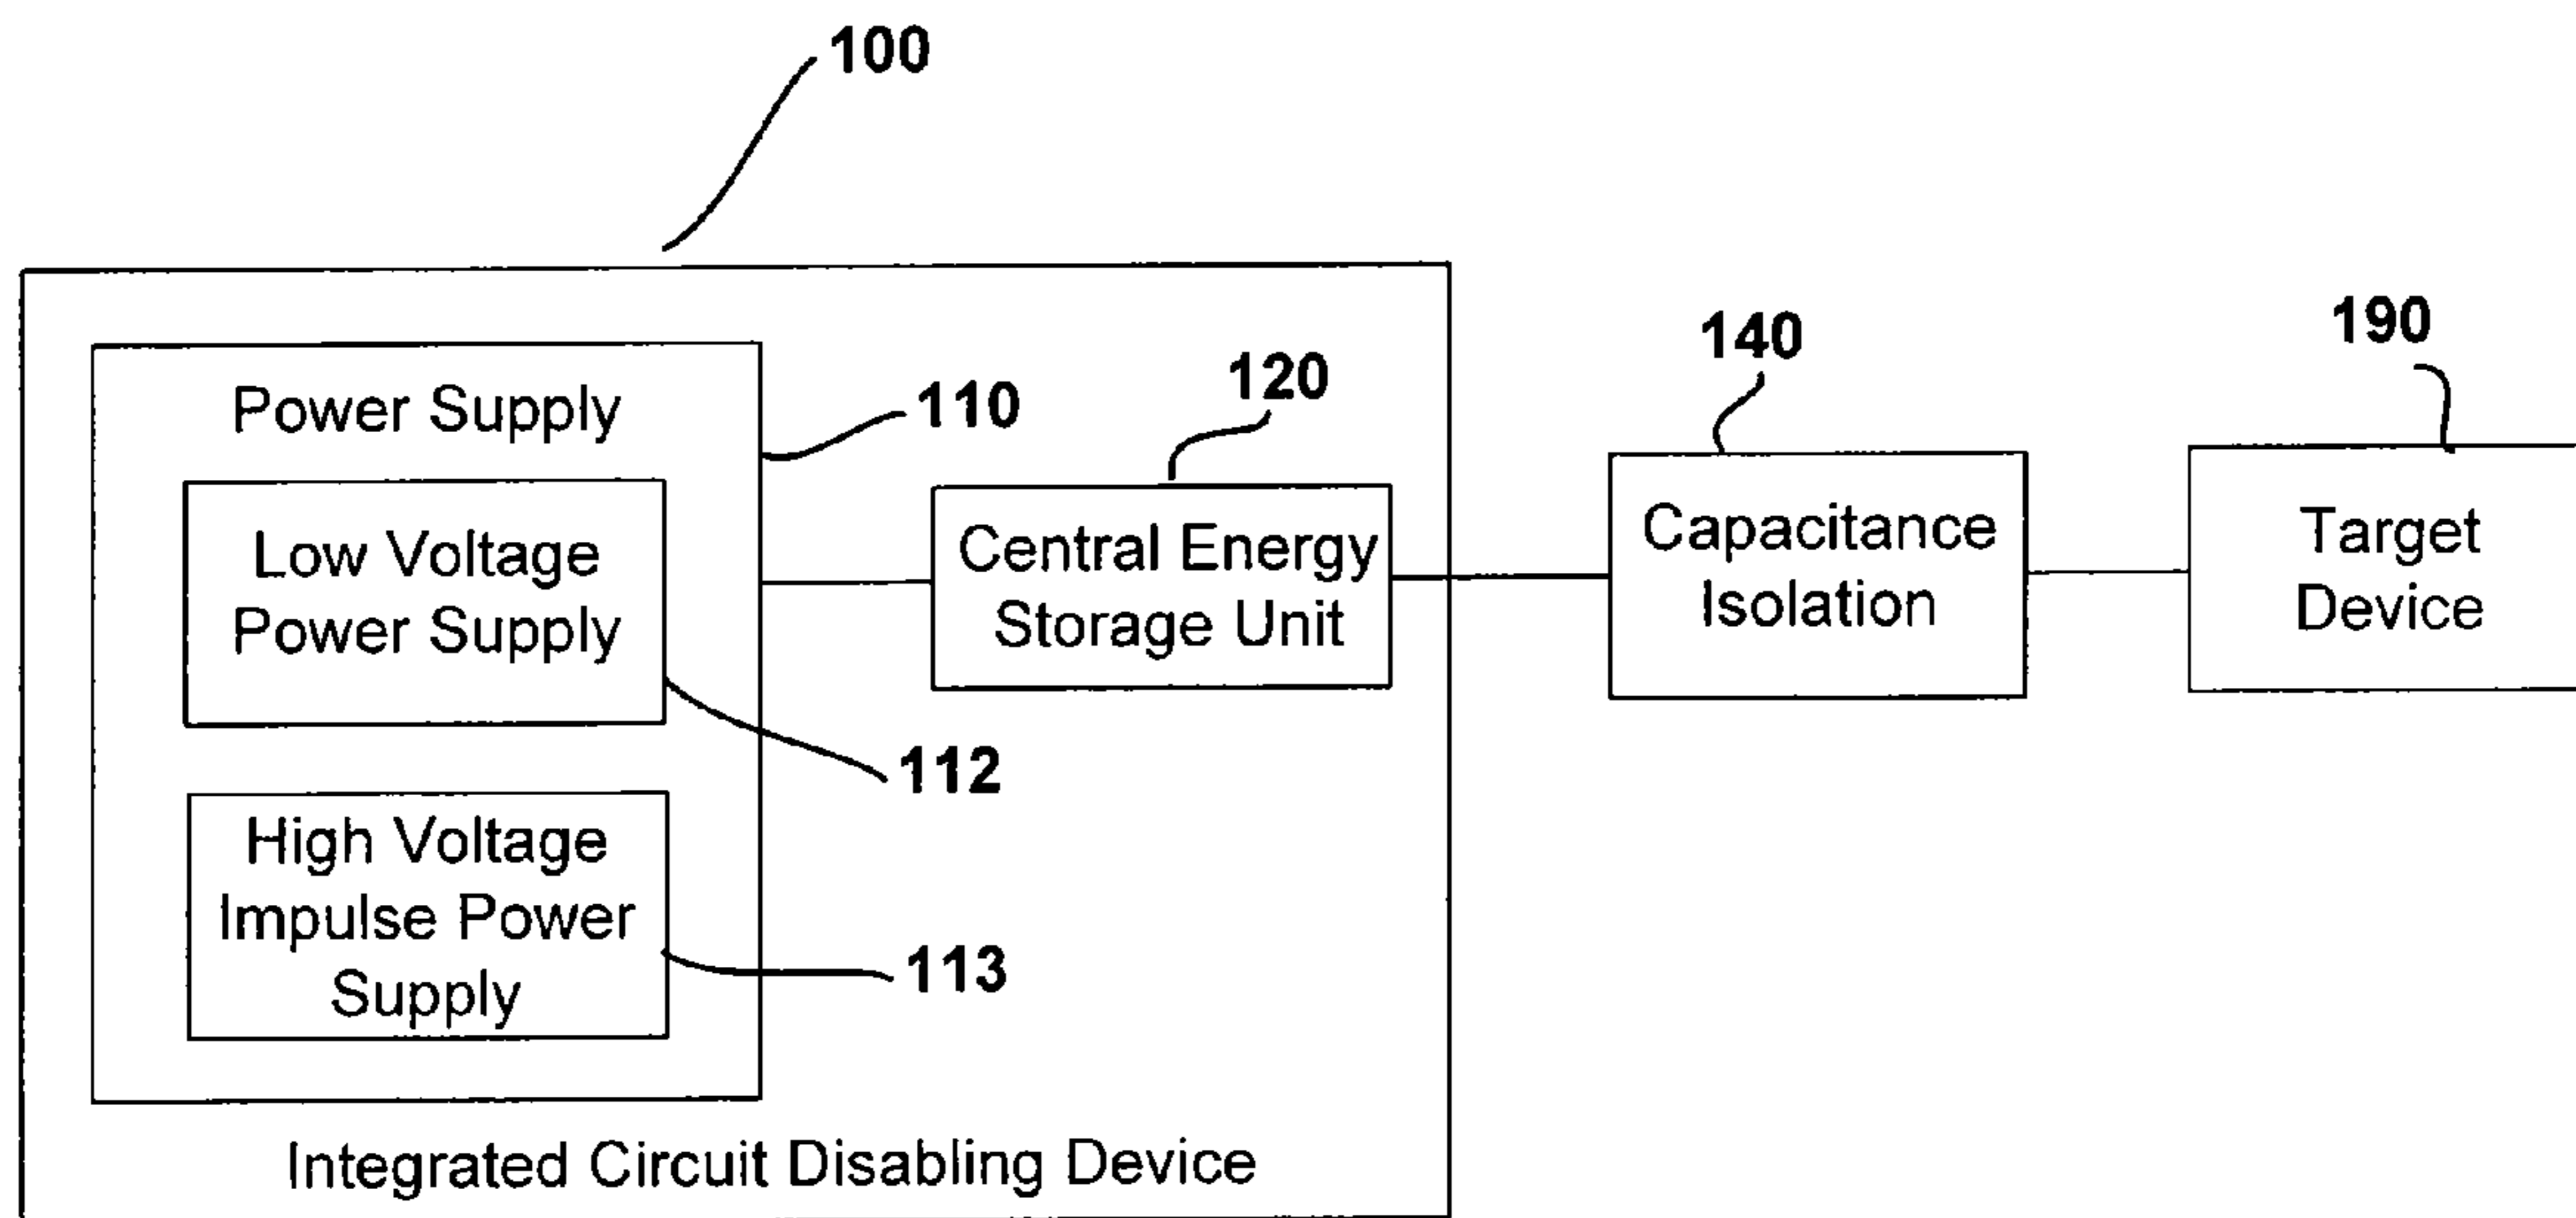 100
190
140
120
Power Supply
110
Low Voltage
Power Supply
Central Energy
Storage Unit
Capacitance
Isolation
Target
Device
112
High Voltage
Impulse Power
Supply
113
Integrated Circuit Disabling Device